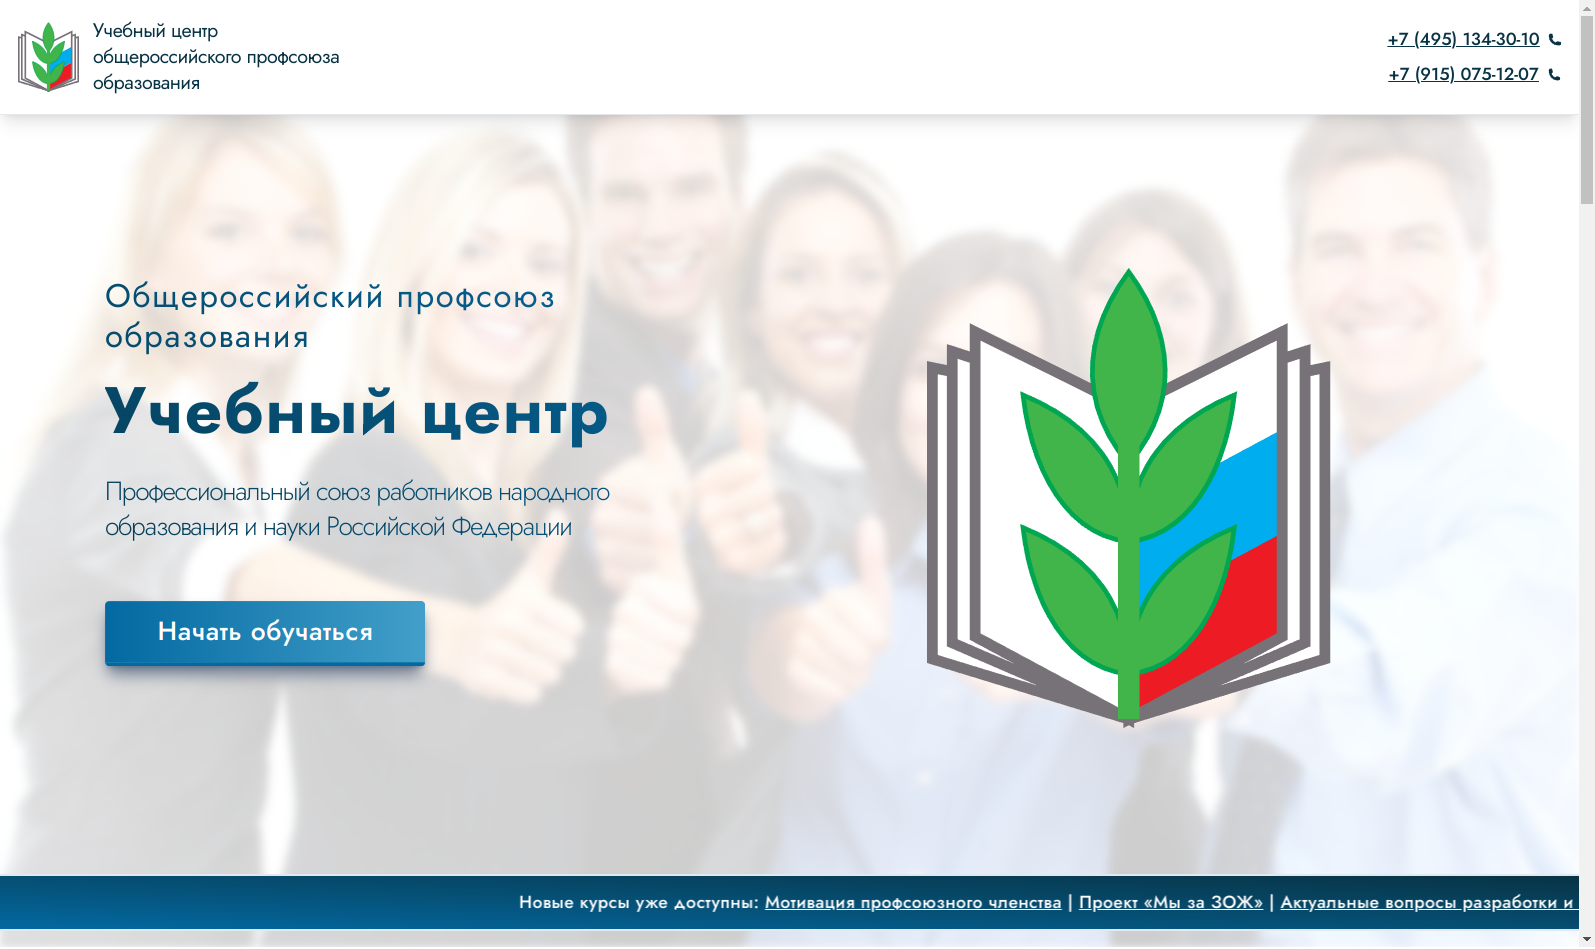 Учебный центр
общероссийского профсоюза
образования
+7 (495) 134-30-10
+7 (915) 075-12-07
Общероссийский профсоюз
образования
Учебный центр
Профессиональный союз работников народного
образования и науки Российской Федерации
Начать обучаться
Новые курсы уже доступны: Мотивация профсоюзного членства | Проект «Мы за ЗОЖ» | Актуальные вопросы разработки и